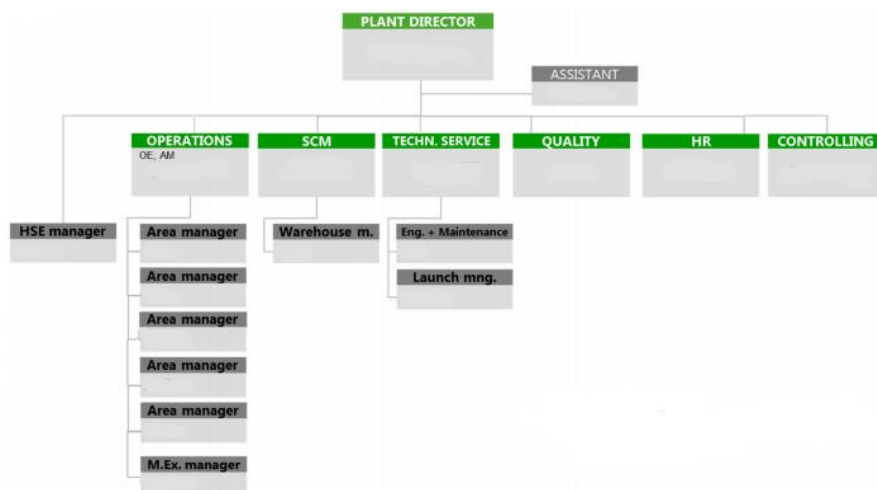 PLANT DIRECTOR
ASSISTANT
OPERATIONS
OE, AM
SCM
TECHN. SERVICE
QUALITY
HR
CONTROLLING
HSE manager
Area manager
Warehouse m.
Eng. + Maintenance
Area manager
Launch mng.
Area manager
Area manager
Area manager
M.Ex. manager